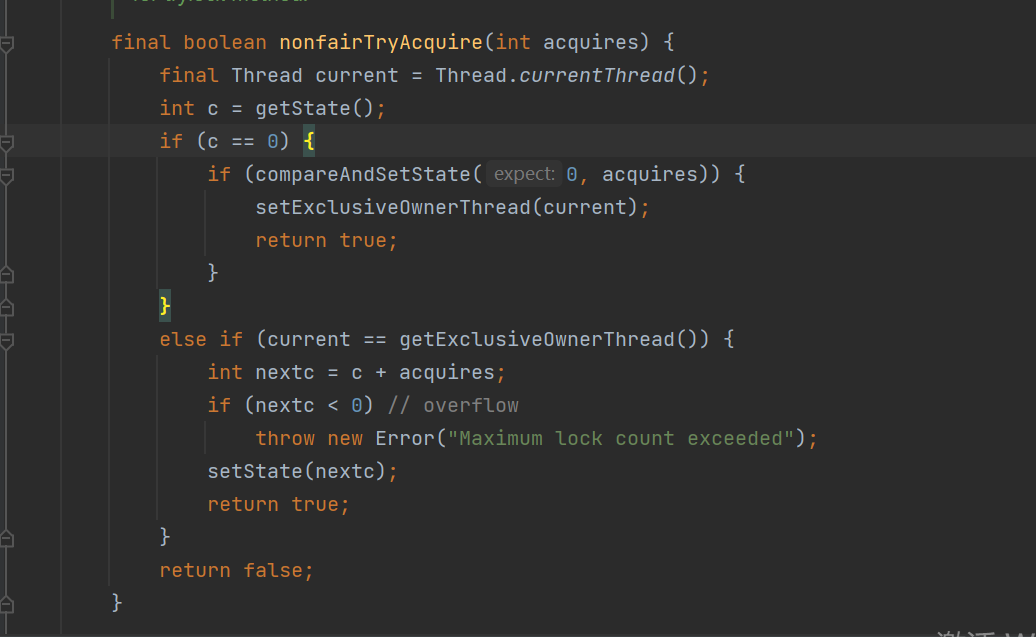 final boolean nonfairTryAcquire(int acquires) {
final Thread current = Thread.currentThread();
int c = getState();
if (c == 0) {
if (compareAndSetState( expect: 0, acquires)) {
setExclusiveOwnerThread(current);
return true;
}
}
else if (current == getExclusiveOwnerThread()) {
int nextc = c + acquires;
if (nextc < 0) // overflow
throw new Error("Maximum lock count exceeded");
setState(nextc);
return true;
}
return false;
}